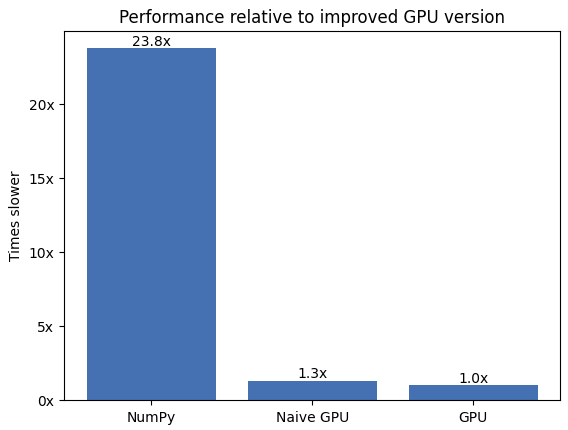 Performance relative to improved GPU version
23.8x
20x
15x
10x
5x
0x
Times slower
1.3x
1.0x
NumPy
Naive GPU
GPU